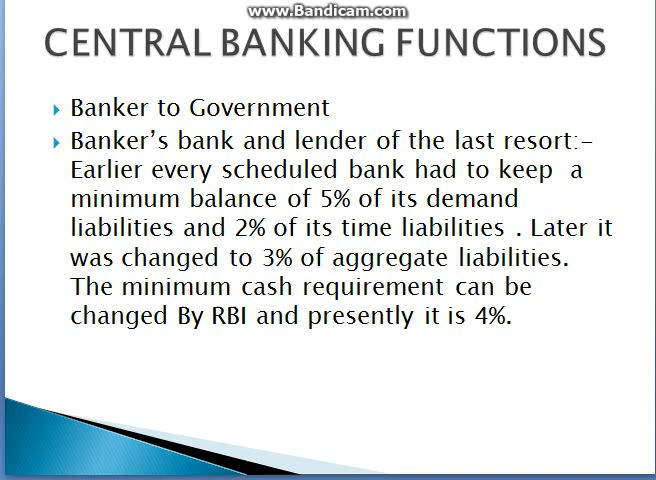 www.Bandicam.com
CENTRAL BANKING FUNCTIONS
Banker to Government
Banker's bank and lender of the last resort:-
Earlier every scheduled bank had to keep a
minimum balance of 5% of its demand
liabilities and 2% of its time liabilities . Later it
was changed to 3% of aggregate liabilities.
The minimum cash requirement can be
changed By RBI and presently it is 4%.